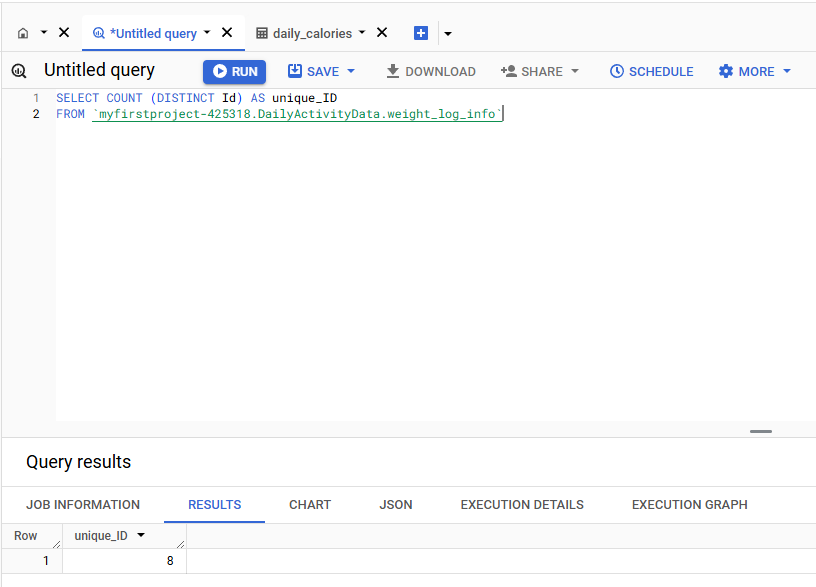 *Untitled query daily_calories
Untitled query RUN SAVE DOWNLOAD SHARE SCHEDULE MORE
1 SELECT COUNT (DISTINCT Id) AS unique_ID
2 FROM `myfirstproject-425318.DailyActivityData.weight_log_info`
Query results
JOB INFORMATION RESULTS CHART JSON EXECUTION DETAILS EXECUTION GRAPH
Row unique_ID
1 8